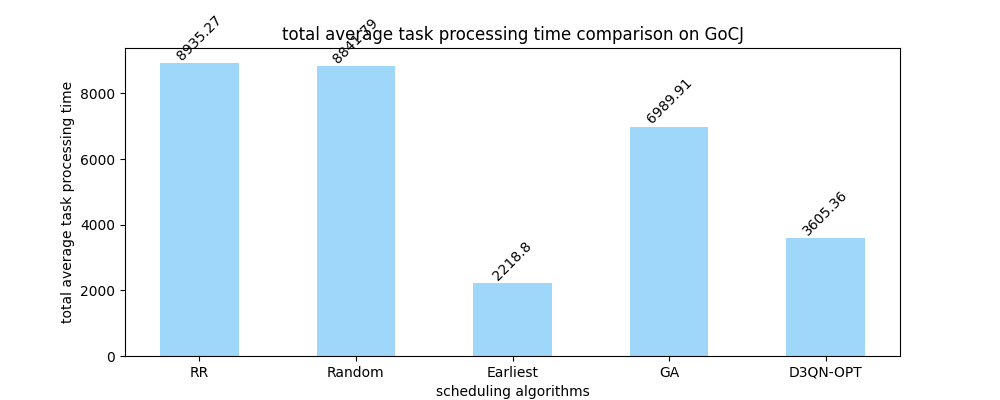 total average task processing time comparison on GoCJ
8935.27
8841.79
2218.8
6989.91
3605.36
total average task processing time
8000
6000
4000
2000
0
RR
Random
Earliest
GA
D3QN-OPT
scheduling algorithms